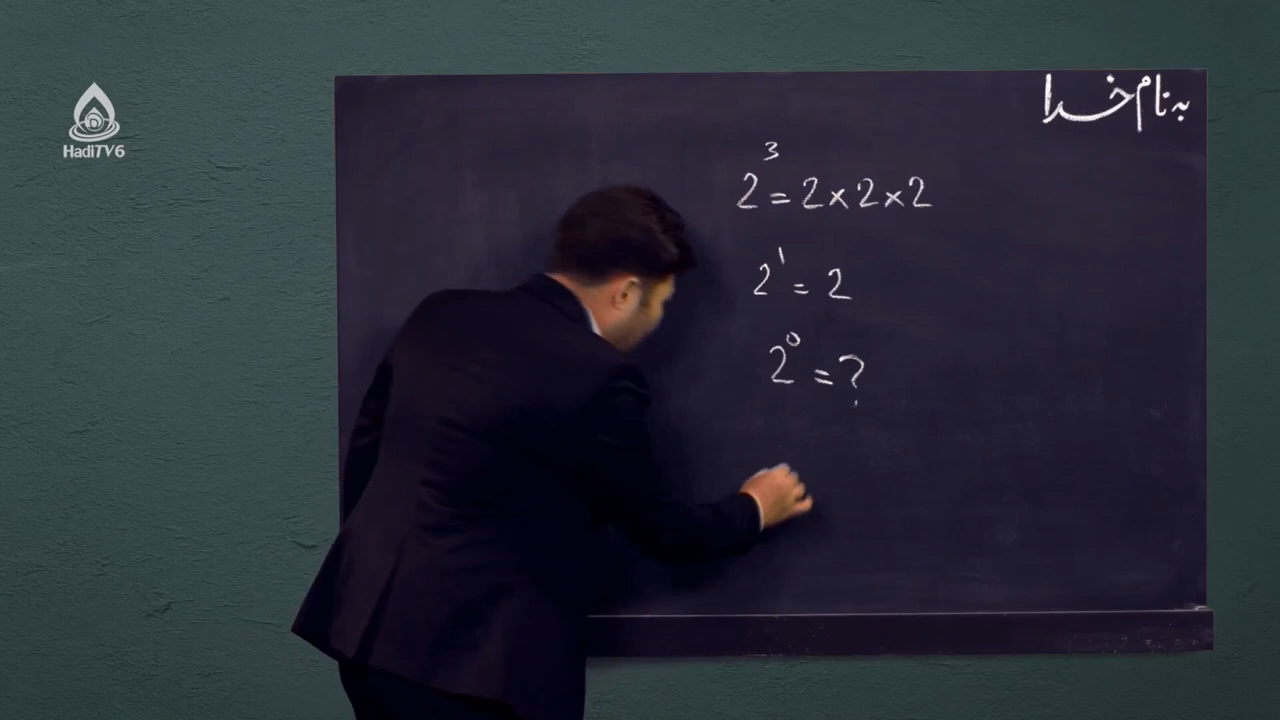 به نام خدا
HadiTV6
2³ = 2×2×2
2¹ = 2
2⁰ = ?